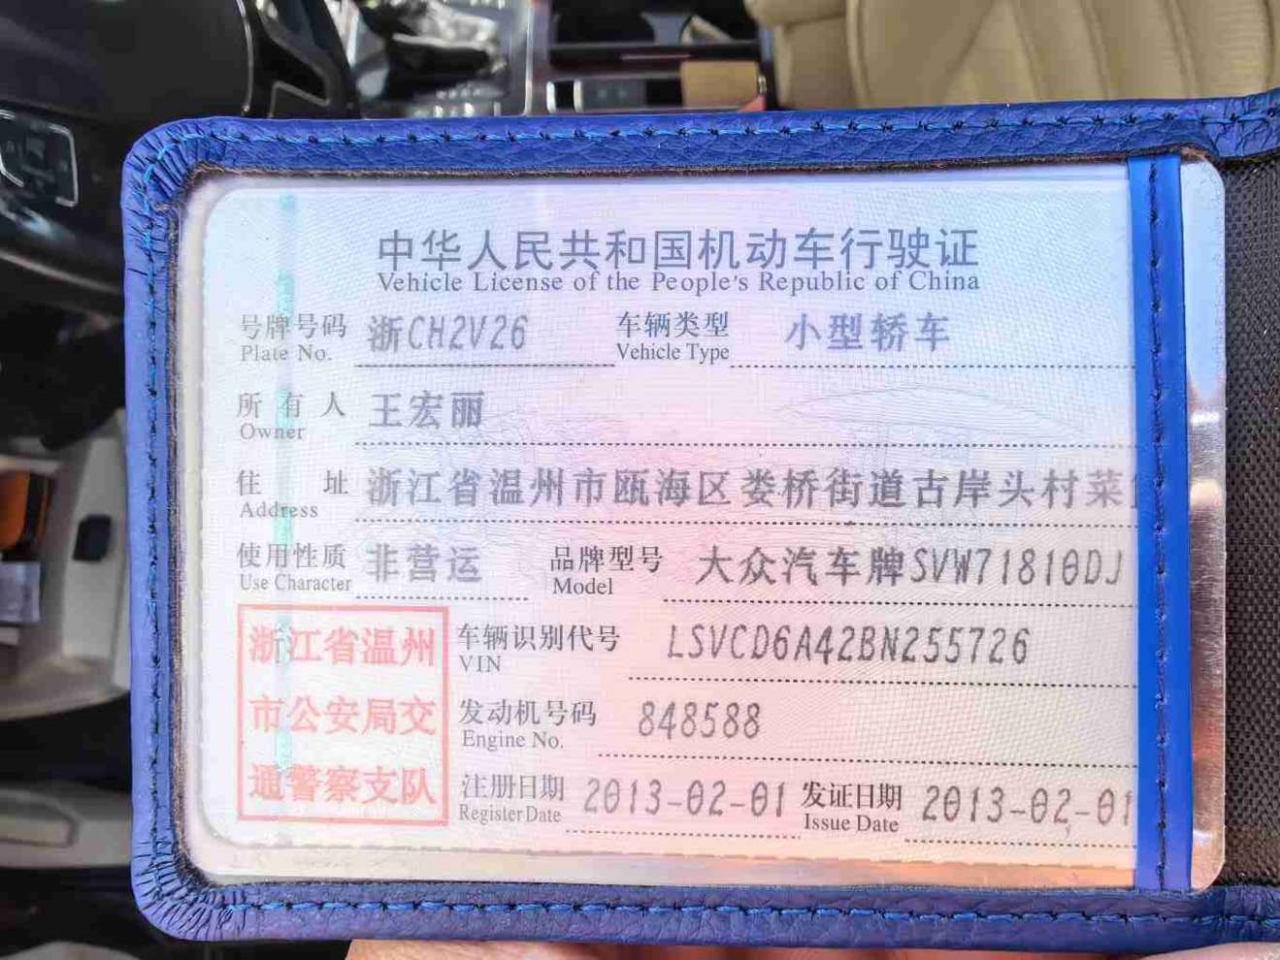 中华人民共和国机动车行驶证
Vehicle License of the People's Republic of China
号牌号码 浙CH2V26 车辆类型 小型轿车
Plate No. Vehicle Type
所有人 王宏丽
Owner
住址 浙江省温州市瓯海区娄桥街道古岸头村菜
Address
使用性质 非营运 品牌型号 大众汽车牌SVW71810DJ
Use Character Model
浙江省温州
市公安局交
通警察支队
车辆识别代号 LSVCD6A42BN255726
VIN
发动机号码 848588
Engine No.
注册日期 2013-02-01 发证日期 2013-02-01
Register Date Issue Date